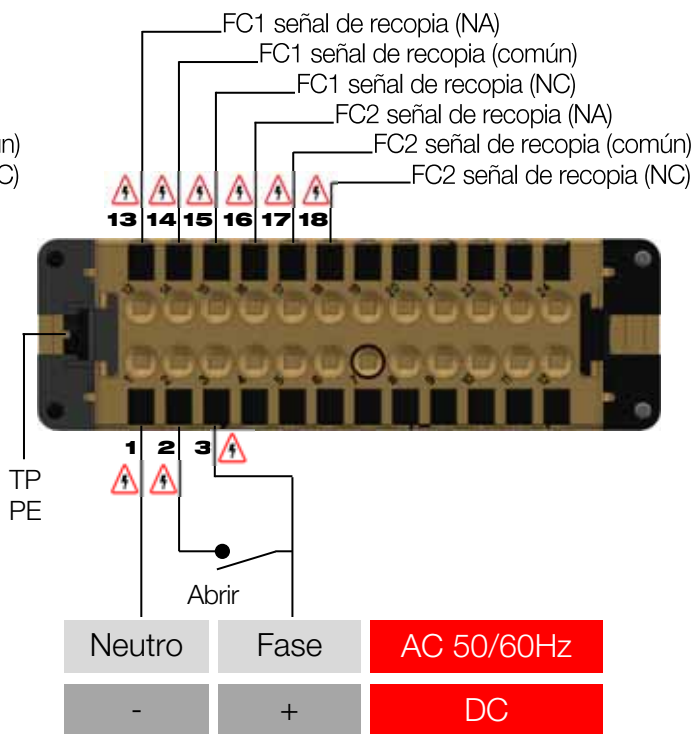 FC1 señal de recopia (NA)
FC1 señal de recopia (común)
FC1 señal de recopia (NC)
FC2 señal de recopia (NA)
FC2 señal de recopia (común)
FC2 señal de recopia (NC)
13 14 15 16 17 18
1 2 3
TP
PE
Abrir
Neutro Fase AC 50/60Hz
- + DC